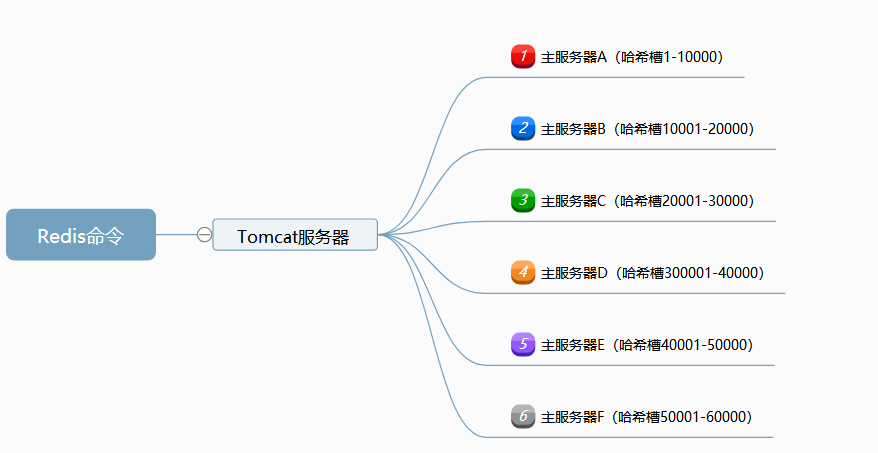 1 主服务器A（哈希槽1-10000）
2 主服务器B（哈希槽10001-20000）
3 主服务器C（哈希槽20001-30000）
Redis命令
Tomcat服务器
4 主服务器D（哈希槽300001-40000）
5 主服务器E（哈希槽40001-50000）
6 主服务器F（哈希槽50001-60000）